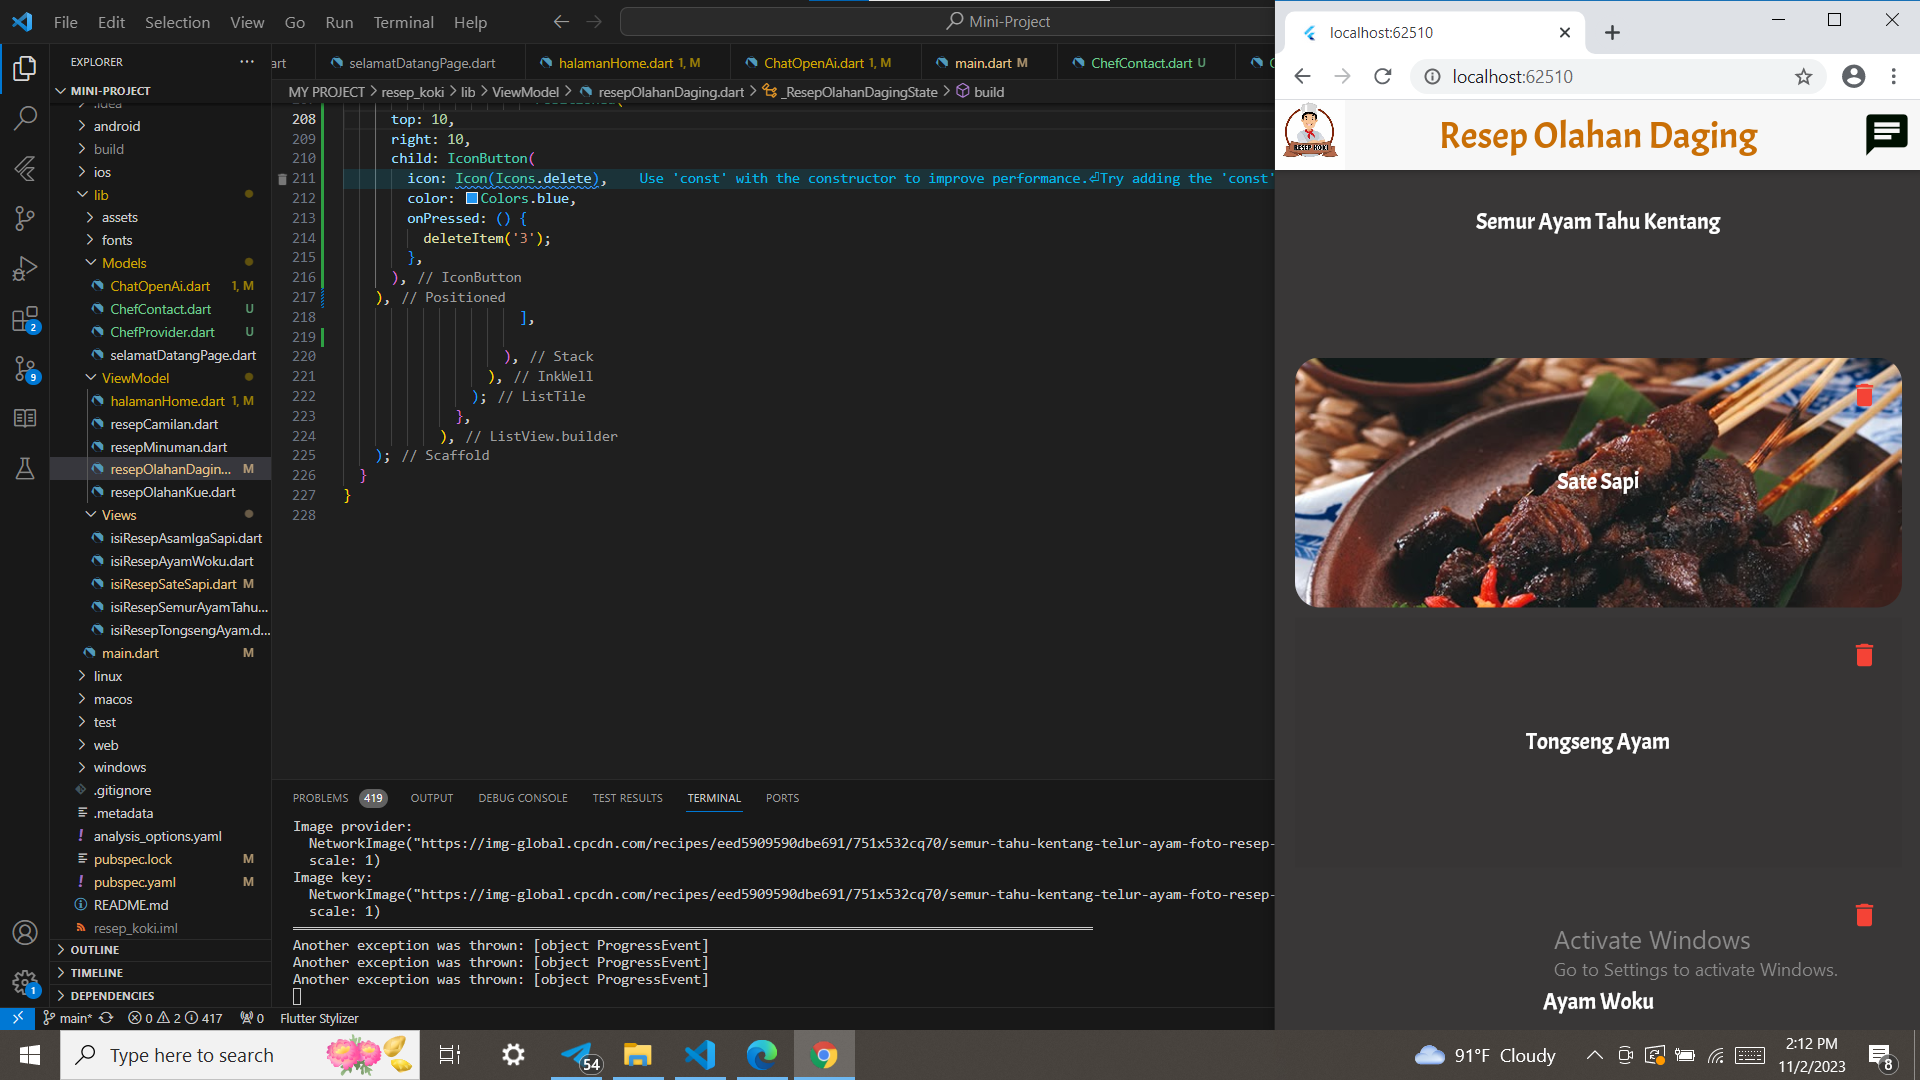 File Edit Selection View Go Run Terminal Help
Mini-Project
EXPLORER
MINI-PROJECT
.idea
android
build
ios
lib
assets
fonts
Models
ChatOpenAi.dart 1, M
ChefContact.dart U
ChefProvider.dart U
selamatDatangPage.dart
ViewModel
halamanHome.dart 1, M
resepCamilan.dart
resepMinuman.dart
resepOlahanDagin... M
resepOlahanKue.dart
Views
isiResepAsamIgaSapi.dart
isiResepAyamWoku.dart
isiResepSateSapi.dart M
isiResepSemurAyamTahu...
isiResepTongsengAyam.d...
main.dart M
linux
macos
test
web
windows
.gitignore
.metadata
analysis_options.yaml
pubspec.lock M
pubspec.yaml M
README.md
resep_koki.iml
OUTLINE
TIMELINE
DEPENDENCIES
art selamatDatangPage.dart halamanHome.dart 1, M ChatOpenAi.dart 1, M main.dart M ChefContact.dart U
MY PROJECT > resep_koki > lib > ViewModel > resepOlahanDaging.dart > _ResepOlahanDagingState > build
208 top: 10,
209 right: 10,
210 child: IconButton(
211 icon: Icon(Icons.delete), Use 'const' with the constructor to improve performance.⏎Try adding the 'const'
212 color: Colors.blue,
213 onPressed: () {
214 deleteItem('3');
215 },
216 ), // IconButton
217 ), // Positioned
218 ],
219
220 ), // Stack
221 ), // InkWell
222 ); // ListTile
223 },
224 ), // ListView.builder
225 ); // Scaffold
226 }
227 }
228
PROBLEMS 419 OUTPUT DEBUG CONSOLE TEST RESULTS TERMINAL PORTS
Image provider:
NetworkImage("https://img-global.cpcdn.com/recipes/eed5909590dbe691/751x532cq70/semur-tahu-kentang-telur-ayam-foto-resep-
scale: 1)
Image key:
NetworkImage("https://img-global.cpcdn.com/recipes/eed5909590dbe691/751x532cq70/semur-tahu-kentang-telur-ayam-foto-resep-
scale: 1)
Another exception was thrown: [object ProgressEvent]
Another exception was thrown: [object ProgressEvent]
Another exception was thrown: [object ProgressEvent]
2
9
1
main* 0 2 417 0 Flutter Stylizer
localhost:62510
localhost:62510
RESEP KOKI
Resep Olahan Daging
Semur Ayam Tahu Kentang
Sate Sapi
Tongseng Ayam
Ayam Woku
Activate Windows
Go to Settings to activate Windows.
Type here to search
54
91°F Cloudy
2:12 PM
11/2/2023
8